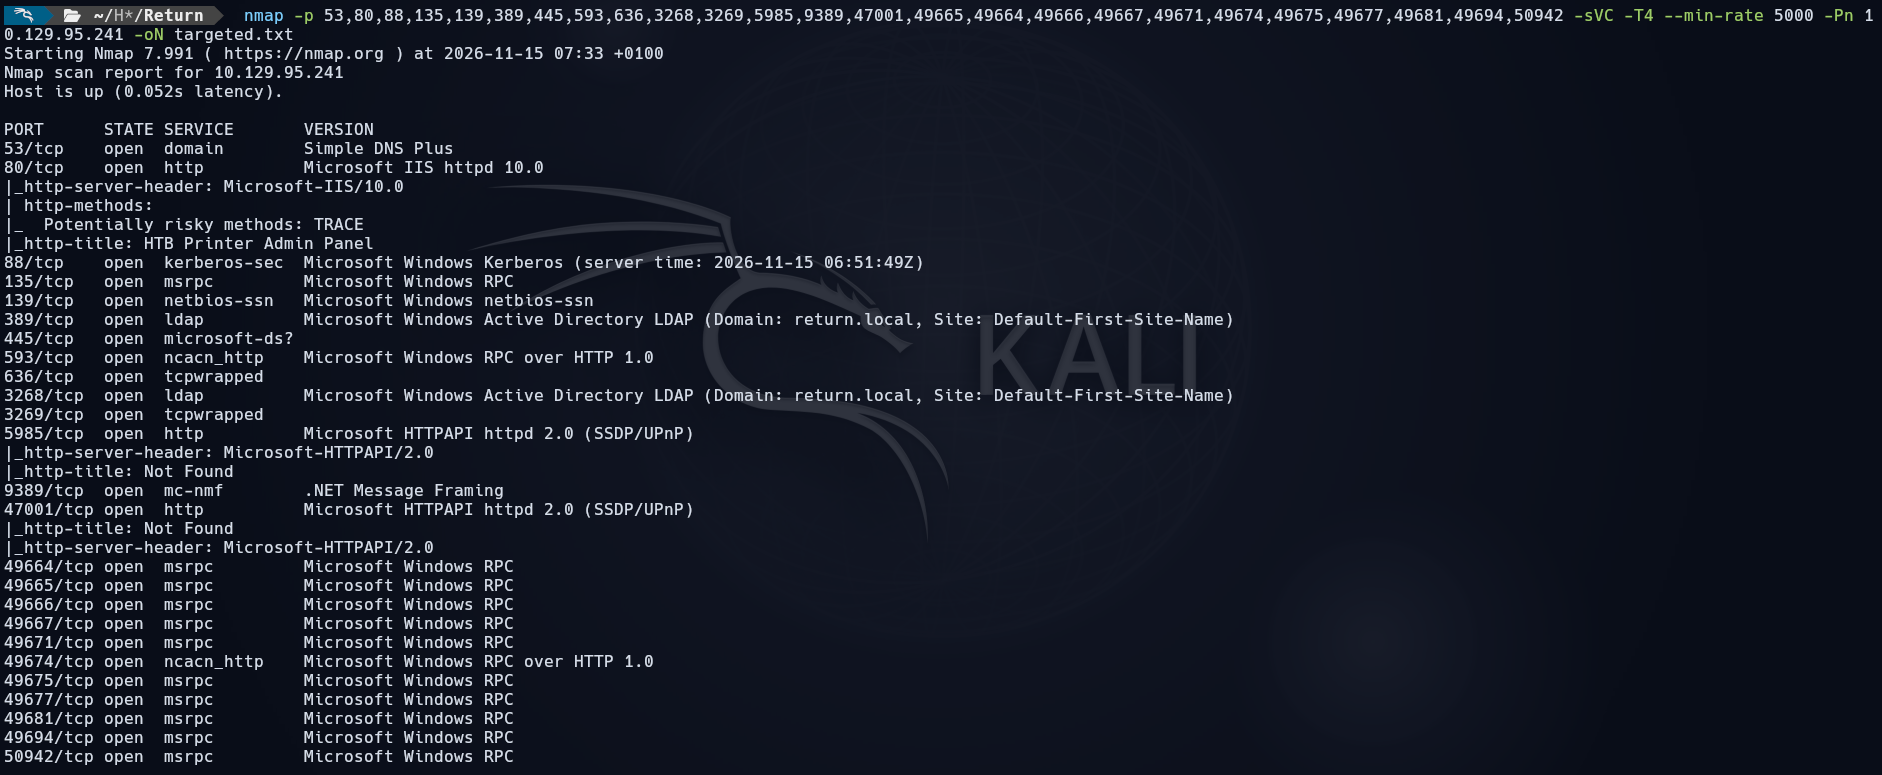 ~/H*/Return nmap -p 53,80,88,135,139,389,445,593,636,3268,3269,5985,9389,47001,49665,49664,49666,49667,49671,49674,49675,49677,49681,49694,50942 -sVC -T4 --min-rate 5000 -Pn 1
0.129.95.241 -oN targeted.txt
Starting Nmap 7.991 ( https://nmap.org ) at 2026-11-15 07:33 +0100
Nmap scan report for 10.129.95.241
Host is up (0.052s latency).
PORT      STATE SERVICE       VERSION
53/tcp    open  domain        Simple DNS Plus
80/tcp    open  http          Microsoft IIS httpd 10.0
|_http-server-header: Microsoft-IIS/10.0
| http-methods:
|_  Potentially risky methods: TRACE
|_http-title: HTB Printer Admin Panel
88/tcp    open  kerberos-sec  Microsoft Windows Kerberos (server time: 2026-11-15 06:51:49Z)
135/tcp   open  msrpc         Microsoft Windows RPC
139/tcp   open  netbios-ssn   Microsoft Windows netbios-ssn
389/tcp   open  ldap          Microsoft Windows Active Directory LDAP (Domain: return.local, Site: Default-First-Site-Name)
445/tcp   open  microsoft-ds?
593/tcp   open  ncacn_http    Microsoft Windows RPC over HTTP 1.0
636/tcp   open  tcpwrapped
3268/tcp  open  ldap          Microsoft Windows Active Directory LDAP (Domain: return.local, Site: Default-First-Site-Name)
3269/tcp  open  tcpwrapped
5985/tcp  open  http          Microsoft HTTPAPI httpd 2.0 (SSDP/UPnP)
|_http-server-header: Microsoft-HTTPAPI/2.0
|_http-title: Not Found
9389/tcp  open  mc-nmf        .NET Message Framing
47001/tcp open  http          Microsoft HTTPAPI httpd 2.0 (SSDP/UPnP)
|_http-title: Not Found
|_http-server-header: Microsoft-HTTPAPI/2.0
49664/tcp open  msrpc         Microsoft Windows RPC
49665/tcp open  msrpc         Microsoft Windows RPC
49666/tcp open  msrpc         Microsoft Windows RPC
49667/tcp open  msrpc         Microsoft Windows RPC
49671/tcp open  msrpc         Microsoft Windows RPC
49674/tcp open  ncacn_http    Microsoft Windows RPC over HTTP 1.0
49675/tcp open  msrpc         Microsoft Windows RPC
49677/tcp open  msrpc         Microsoft Windows RPC
49681/tcp open  msrpc         Microsoft Windows RPC
49694/tcp open  msrpc         Microsoft Windows RPC
50942/tcp open  msrpc         Microsoft Windows RPC
KALI